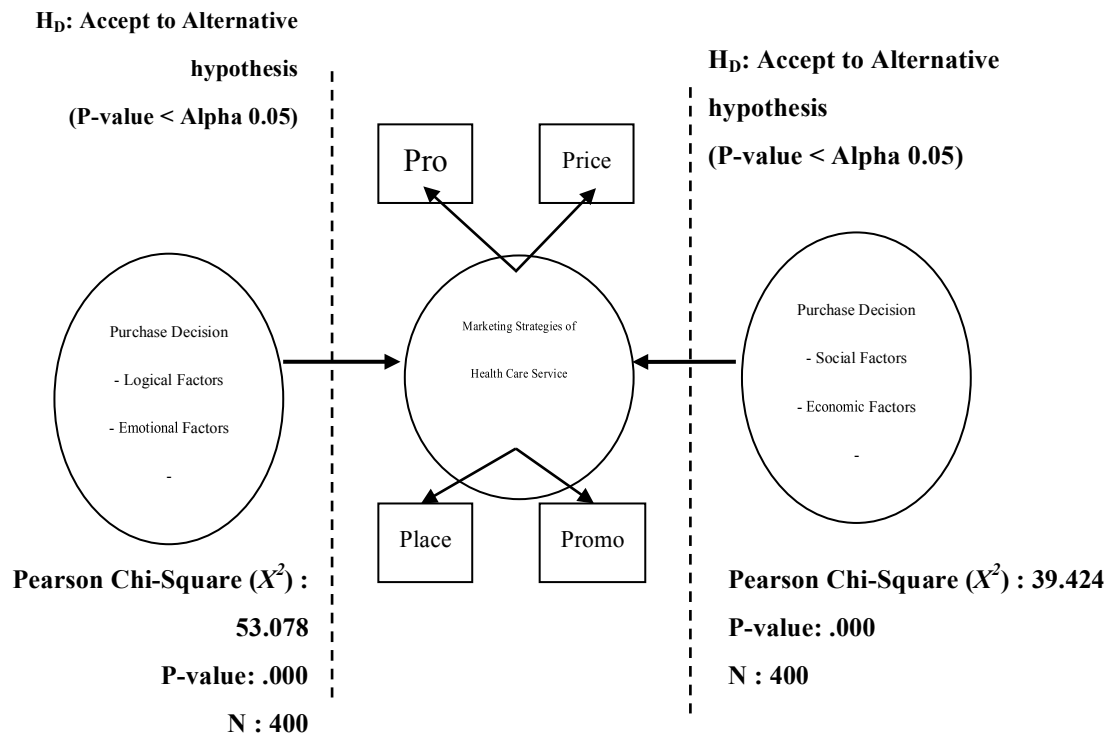 H_D: Accept to Alternative
hypothesis
(P-value < Alpha 0.05)
H_D: Accept to Alternative
hypothesis
(P-value < Alpha 0.05)
Pro
Price
Purchase Decision
- Logical Factors
- Emotional Factors
-
Marketing Strategies of
Health Care Service
Purchase Decision
- Social Factors
- Economic Factors
-
Place
Promo
Pearson Chi-Square (X²) :
53.078
P-value: .000
N : 400
Pearson Chi-Square (X²) : 39.424
P-value: .000
N : 400